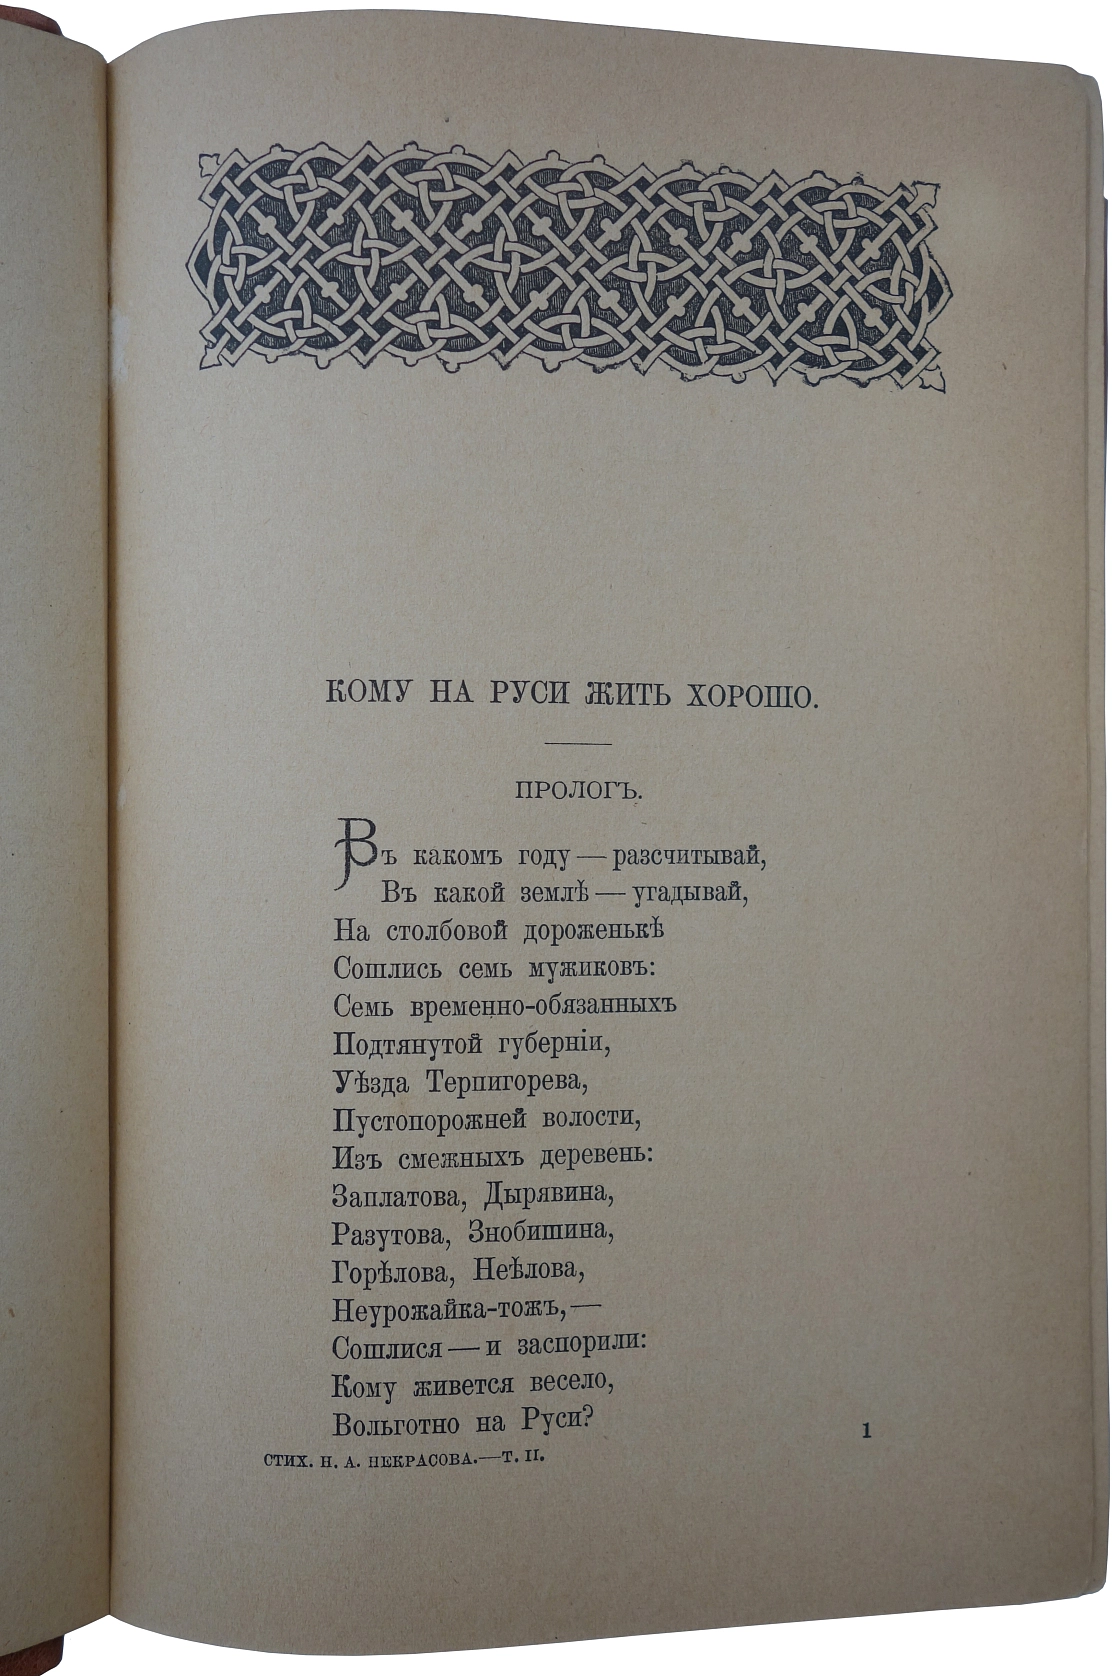 КОМУ НА РУСИ ЖИТЬ ХОРОШО.
ПРОЛОГЪ.
Въ какомъ году — разсчитывай,
Въ какой землѣ — угадывай,
На столбовой дороженькѣ
Сошлись семь мужиковъ:
Семь временно-обязанныхъ
Подтянутой губерніи,
Уѣзда Терпигорева,
Пустопорожней волости,
Изъ смежныхъ деревень:
Заплатова, Дырявина,
Разутова, Знобишина,
Горѣлова, Неѣлова,
Неурожайка-тожъ, —
Сошлися — и заспорили:
Кому живется весело,
Вольготно на Руси?
СТИХ. Н. А. НЕКРАСОВА.—Т. II.
1